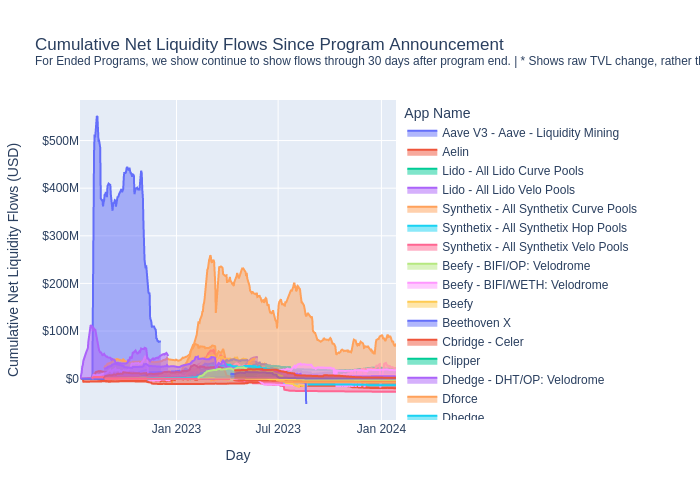 Cumulative Net Liquidity Flows Since Program Announcement
For Ended Programs, we show continue to show flows through 30 days after program end. | * Shows raw TVL change, rather
App Name
Aave V3 - Aave - Liquidity Mining
Aelin
Lido - All Lido Curve Pools
Lido - All Lido Velo Pools
Synthetix - All Synthetix Curve Pools
Synthetix - All Synthetix Hop Pools
Synthetix - All Synthetix Velo Pools
Beefy - BIFI/OP: Velodrome
Beefy - BIFI/WETH: Velodrome
Beefy
Beethoven X
Cbridge - Celer
Clipper
Dhedge - DHT/OP: Velodrome
Dforce
Dhedge
Cumulative Net Liquidity Flows (USD)
$500M
$400M
$300M
$200M
$100M
$0
Jan 2023
Jul 2023
Jan 2024
Day